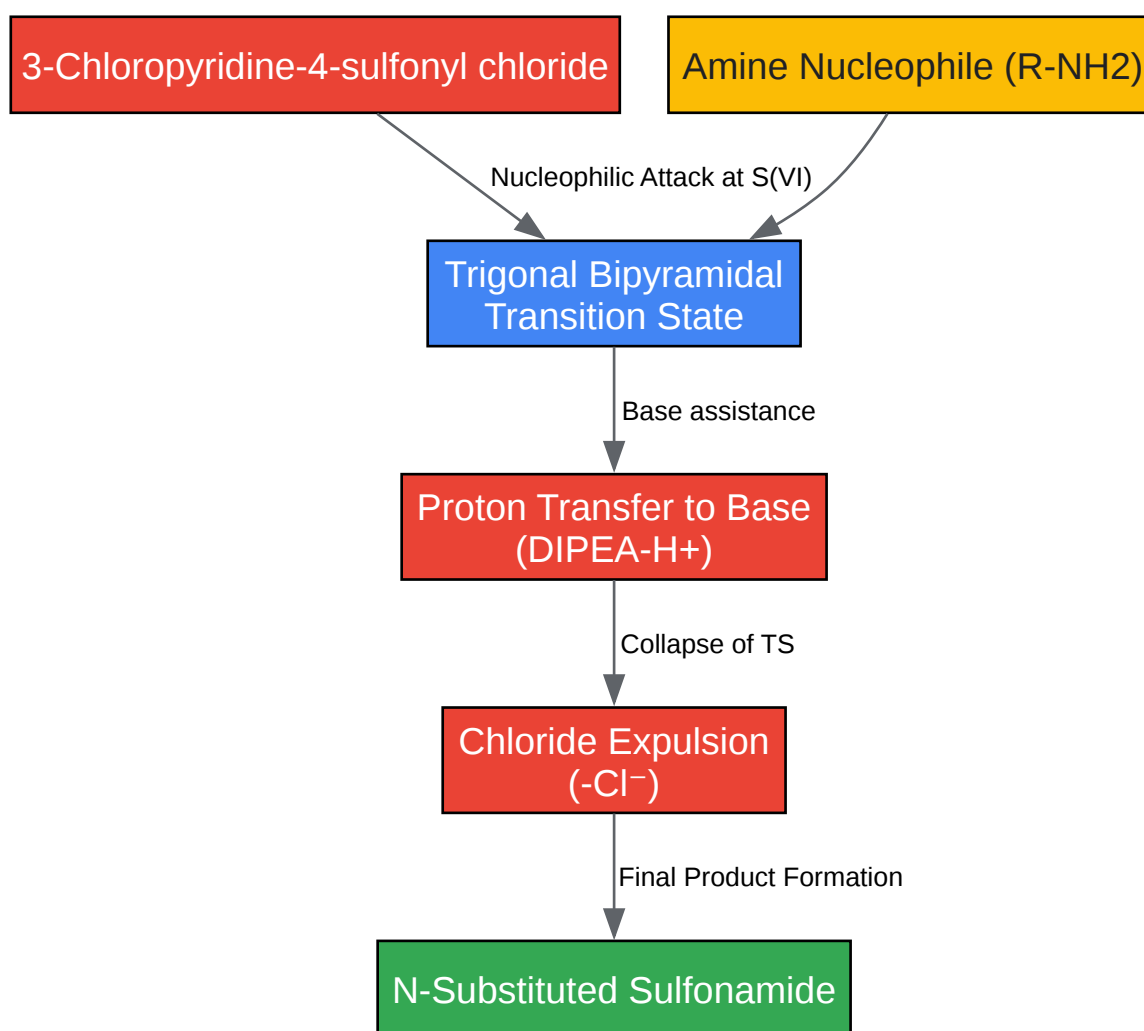 3-Chloropyridine-4-sulfonyl chloride
Amine Nucleophile (R-NH2)
Nucleophilic Attack at S(VI)
Trigonal Bipyramidal
Transition State
Base assistance
Proton Transfer to Base
(DIPEA-H+)
Collapse of TS
Chloride Expulsion
(-Cl⁻)
Final Product Formation
N-Substituted Sulfonamide